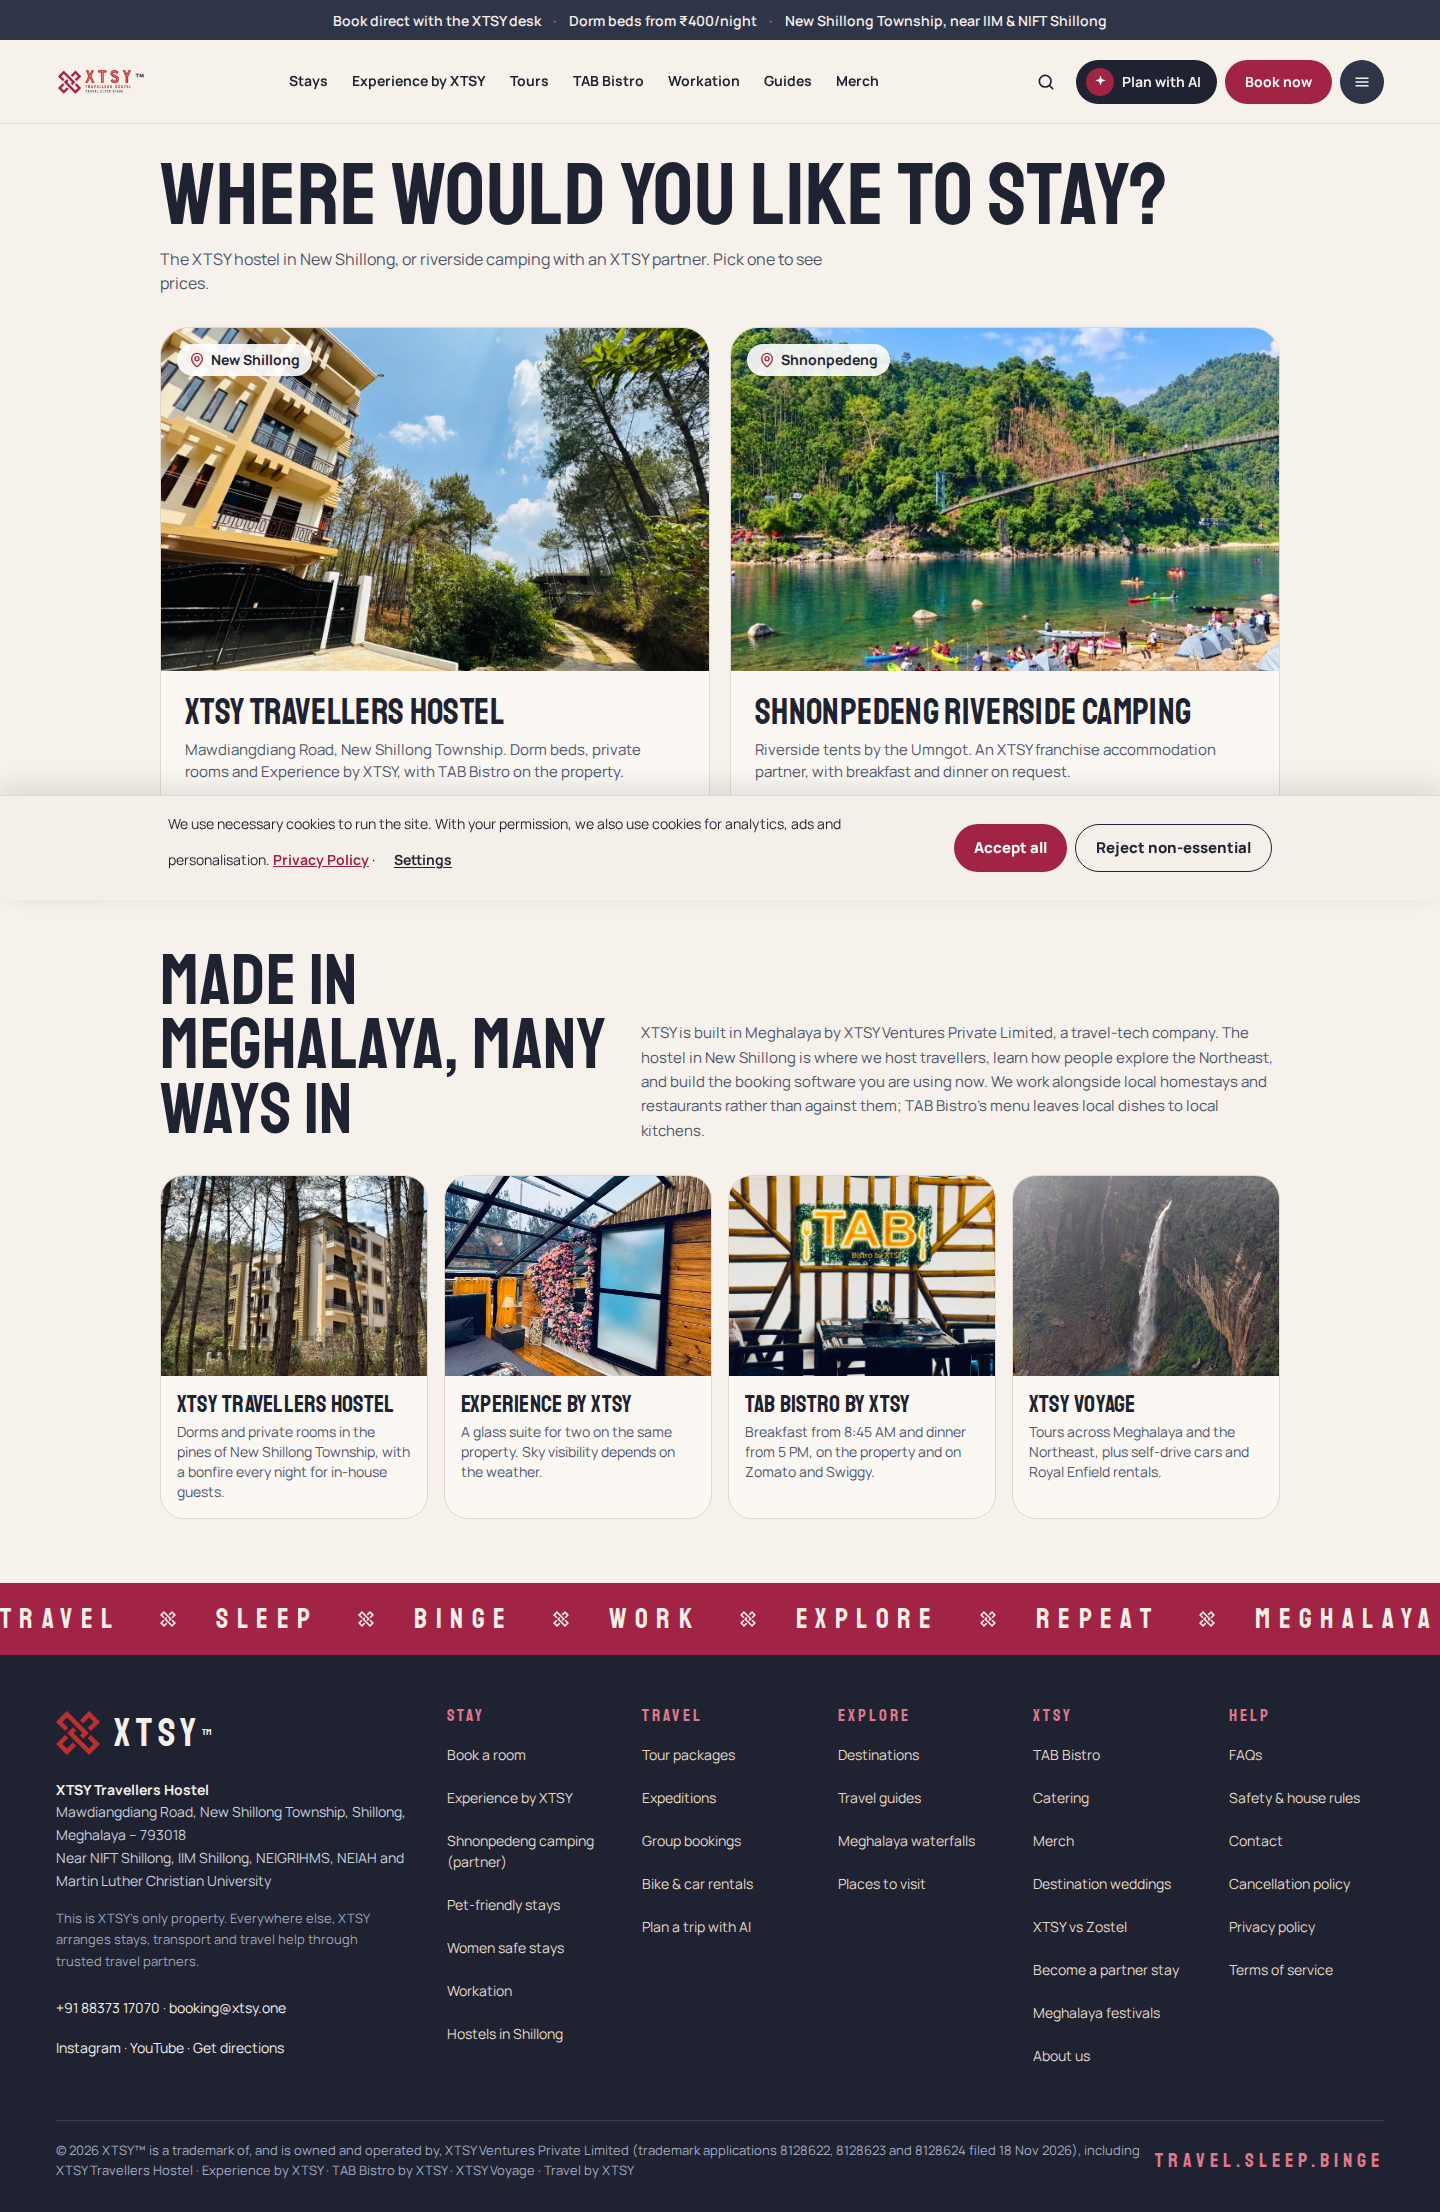 Book direct with the XTSY desk · Dorm beds from ₹400/night · New Shillong Township, near IIM & NIFT Shillong
XTSY™
TRAVELLERS HOSTEL
Stays Experience by XTSY Tours TAB Bistro Workation Guides Merch Plan with AI Book now
WHERE WOULD YOU LIKE TO STAY?
The XTSY hostel in New Shillong, or riverside camping with an XTSY partner. Pick one to see
prices.
New Shillong
Shnonpedeng
XTSY TRAVELLERS HOSTEL
Mawdiangdiang Road, New Shillong Township. Dorm beds, private
rooms and Experience by XTSY, with TAB Bistro on the property.
SHNONPEDENG RIVERSIDE CAMPING
Riverside tents by the Umngot. An XTSY franchise accommodation
partner, with breakfast and dinner on request.
We use necessary cookies to run the site. With your permission, we also use cookies for analytics, ads and
personalisation. Privacy Policy · Settings
Accept all
Reject non-essential
MADE IN
MEGHALAYA, MANY
WAYS IN
XTSY is built in Meghalaya by XTSY Ventures Private Limited, a travel-tech company. The
hostel in New Shillong is where we host travellers, learn how people explore the Northeast,
and build the booking software you are using now. We work alongside local homestays and
restaurants rather than against them; TAB Bistro's menu leaves local dishes to local
kitchens.
TAB
Bistro by XTSY
XTSY TRAVELLERS HOSTEL
Dorms and private rooms in the
pines of New Shillong Township, with
a bonfire every night for in-house
guests.
EXPERIENCE BY XTSY
A glass suite for two on the same
property. Sky visibility depends on
the weather.
TAB BISTRO BY XTSY
Breakfast from 8:45 AM and dinner
from 5 PM, on the property and on
Zomato and Swiggy.
XTSY VOYAGE
Tours across Meghalaya and the
Northeast, plus self-drive cars and
Royal Enfield rentals.
TRAVEL SLEEP BINGE WORK EXPLORE REPEAT MEGHALAYA
XTSY™
XTSY Travellers Hostel
Mawdiangdiang Road, New Shillong Township, Shillong,
Meghalaya – 793018
Near NIFT Shillong, IIM Shillong, NEIGRIHMS, NEIAH and
Martin Luther Christian University
This is XTSY's only property. Everywhere else, XTSY
arranges stays, transport and travel help through
trusted travel partners.
+91 88373 17070 · booking@xtsy.one
Instagram · YouTube · Get directions
STAY
Book a room
Experience by XTSY
Shnonpedeng camping
(partner)
Pet-friendly stays
Women safe stays
Workation
Hostels in Shillong
TRAVEL
Tour packages
Expeditions
Group bookings
Bike & car rentals
Plan a trip with AI
EXPLORE
Destinations
Travel guides
Meghalaya waterfalls
Places to visit
XTSY
TAB Bistro
Catering
Merch
Destination weddings
XTSY vs Zostel
Become a partner stay
Meghalaya festivals
About us
HELP
FAQs
Safety & house rules
Contact
Cancellation policy
Privacy policy
Terms of service
© 2026 XTSY™ is a trademark of, and is owned and operated by, XTSY Ventures Private Limited (trademark applications 8128622, 8128623 and 8128624 filed 18 Nov 2026), including
XTSY Travellers Hostel · Experience by XTSY · TAB Bistro by XTSY · XTSY Voyage · Travel by XTSY
TRAVEL.SLEEP.BINGE